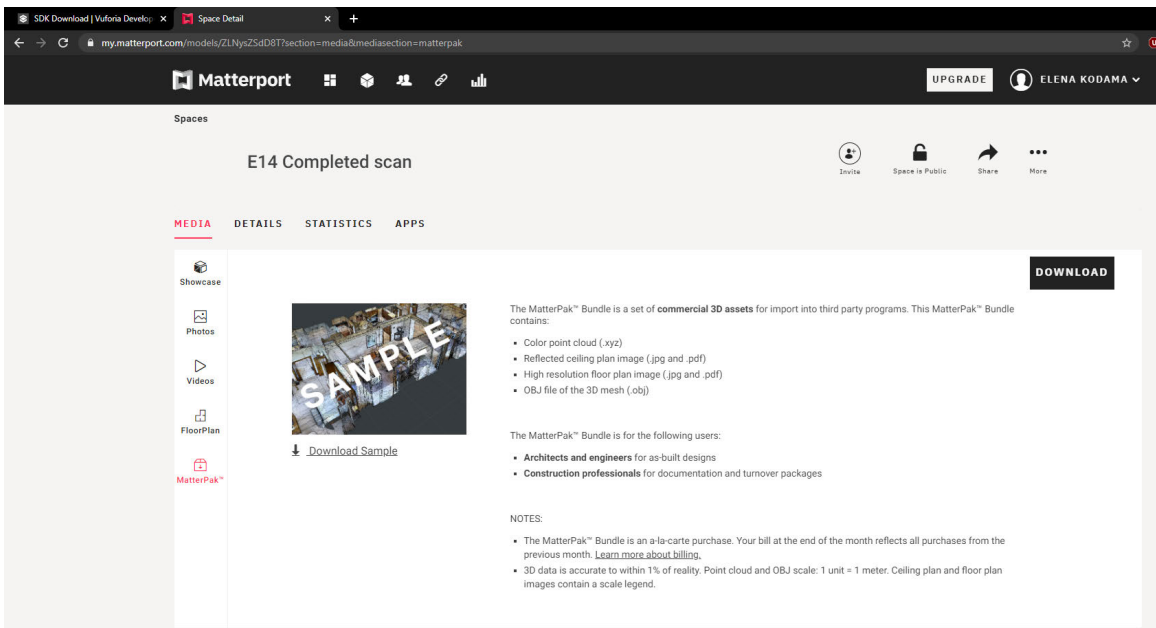 SDK Download | Vuforia Develop
Space Detail
my.matterport.com/models/ZLNysZSdD8T?section=media&mediasection=matterpak
Matterport
UPGRADE
ELENA KODAMA
Spaces
E14 Completed scan
Invite
Space is Public
Share
More
MEDIA
DETAILS
STATISTICS
APPS
Showcase
Photos
Videos
FloorPlan
MatterPak™
DOWNLOAD
SAMPLE
Download Sample
The MatterPak™ Bundle is a set of commercial 3D assets for import into third party programs. This MatterPak™ Bundle
contains:
• Color point cloud (.xyz)
• Reflected ceiling plan image (.jpg and .pdf)
• High resolution floor plan image (.jpg and .pdf)
• OBJ file of the 3D mesh (.obj)
The MatterPak™ Bundle is for the following users:
• Architects and engineers for as-built designs
• Construction professionals for documentation and turnover packages
NOTES:
• The MatterPak™ Bundle is an a-la-carte purchase. Your bill at the end of the month reflects all purchases from the
previous month. Learn more about billing.
• 3D data is accurate to within 1% of reality. Point cloud and OBJ scale: 1 unit = 1 meter. Ceiling plan and floor plan
images contain a scale legend.